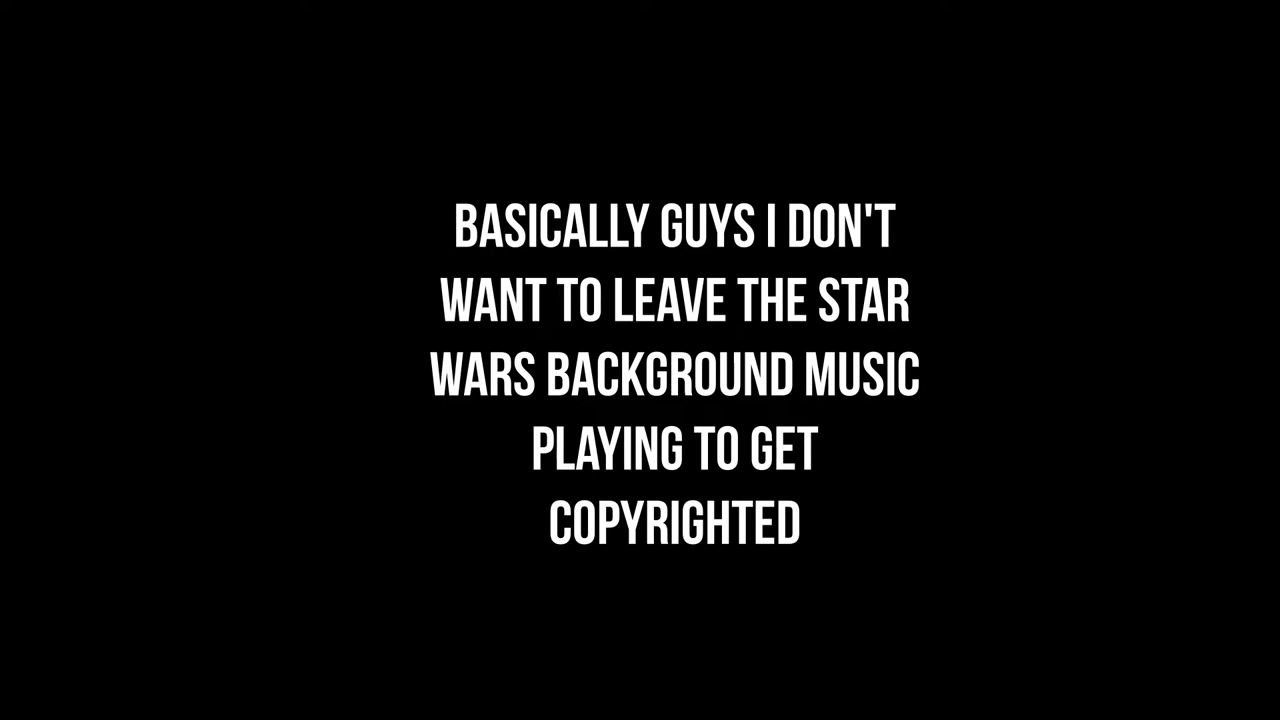 BASICALLY GUYS I DON'T
WANT TO LEAVE THE STAR
WARS BACKGROUND MUSIC
PLAYING TO GET
COPYRIGHTED